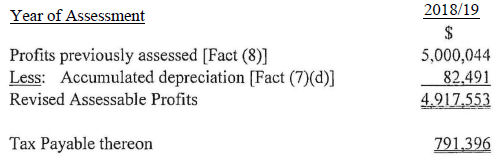 Year of Assessment 2018/19
$
Profits previously assessed [Fact (8)] 5,000,044
Less: Accumulated depreciation [Fact (7)(d)] 82,491
Revised Assessable Profits 4,917,553
Tax Payable thereon 791,396